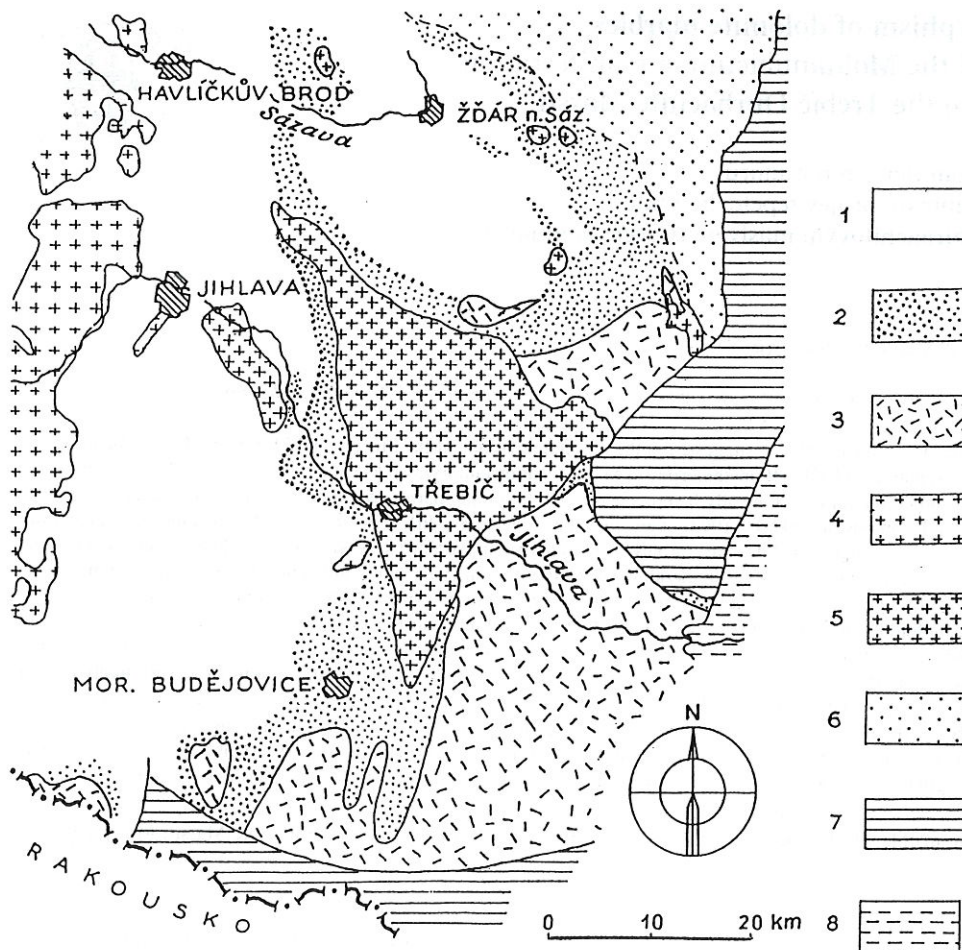 HAVLÍČKŮV BROD
Sázava
ŽĎÁR n. Sáz.
JIHLAVA
TŘEBÍČ
Jihlava
MOR. BUDĚJOVICE
RAKOUSKO
N
0 10 20 km
1
2
3
4
5
6
7
8